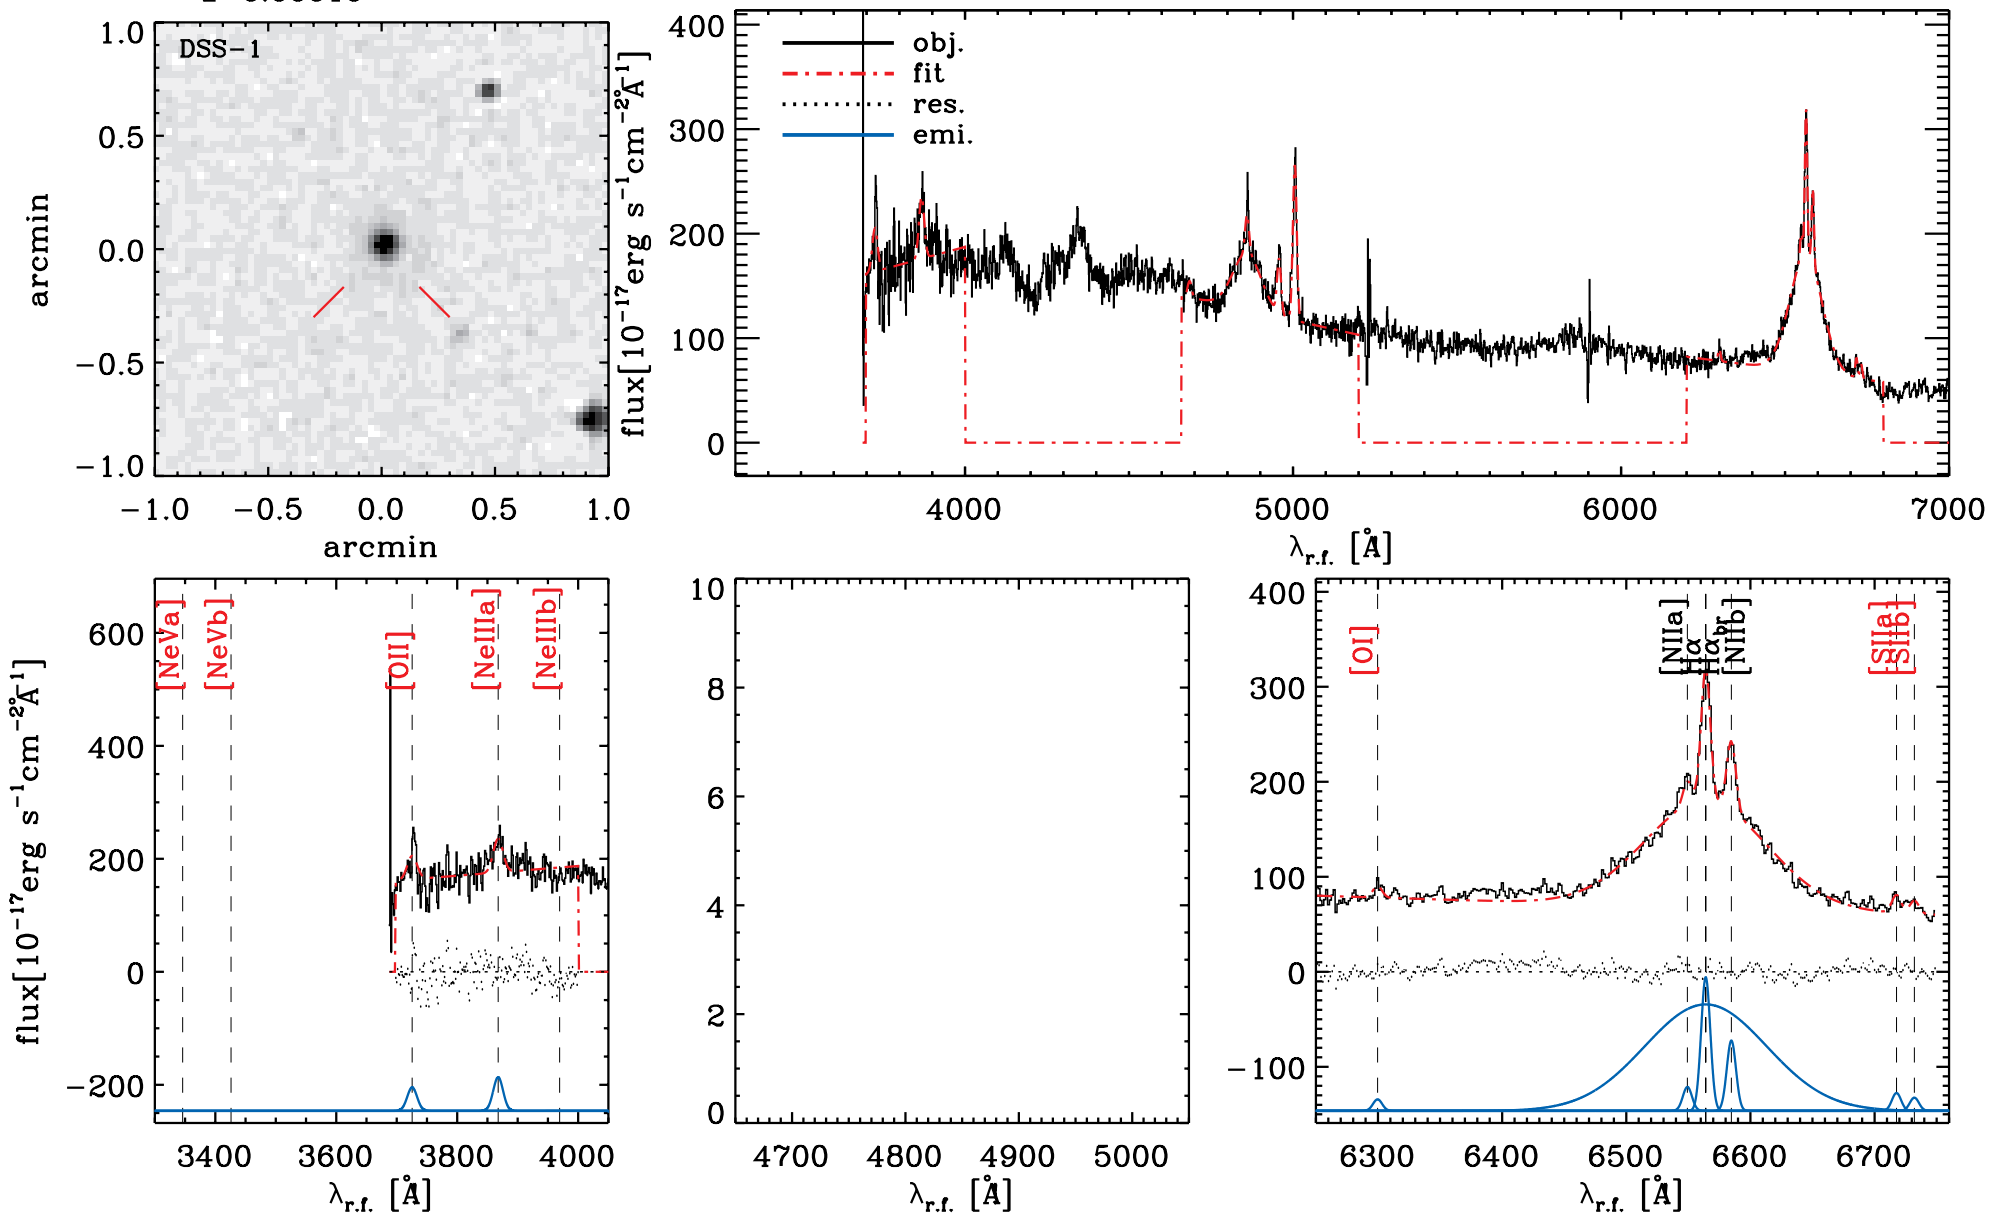 DSS-1
1.0
0.5
0.0
-0.5
-1.0
arcmin
-1.0 -0.5 0.0 0.5 1.0
arcmin
flux[10⁻¹⁷erg s⁻¹cm⁻²Å⁻¹]
400
300
200
100
0
obj.
fit
res.
emi.
4000 5000 6000 7000
λr.f. [Å]
flux[10⁻¹⁷erg s⁻¹cm⁻²Å⁻¹]
600
400
200
0
-200
[NeVa]
[NeVb]
[OII]
[NeIIIa]
[NeIIIb]
3400 3600 3800 4000
λr.f. [Å]
10
8
6
4
2
0
4700 4800 4900 5000
λr.f. [Å]
400
300
200
100
0
-100
[OI]
[NIIa]
Hα
Hαbr
[NIIb]
[SIIa]
[SIIb]
6300 6400 6500 6600 6700
λr.f. [Å]